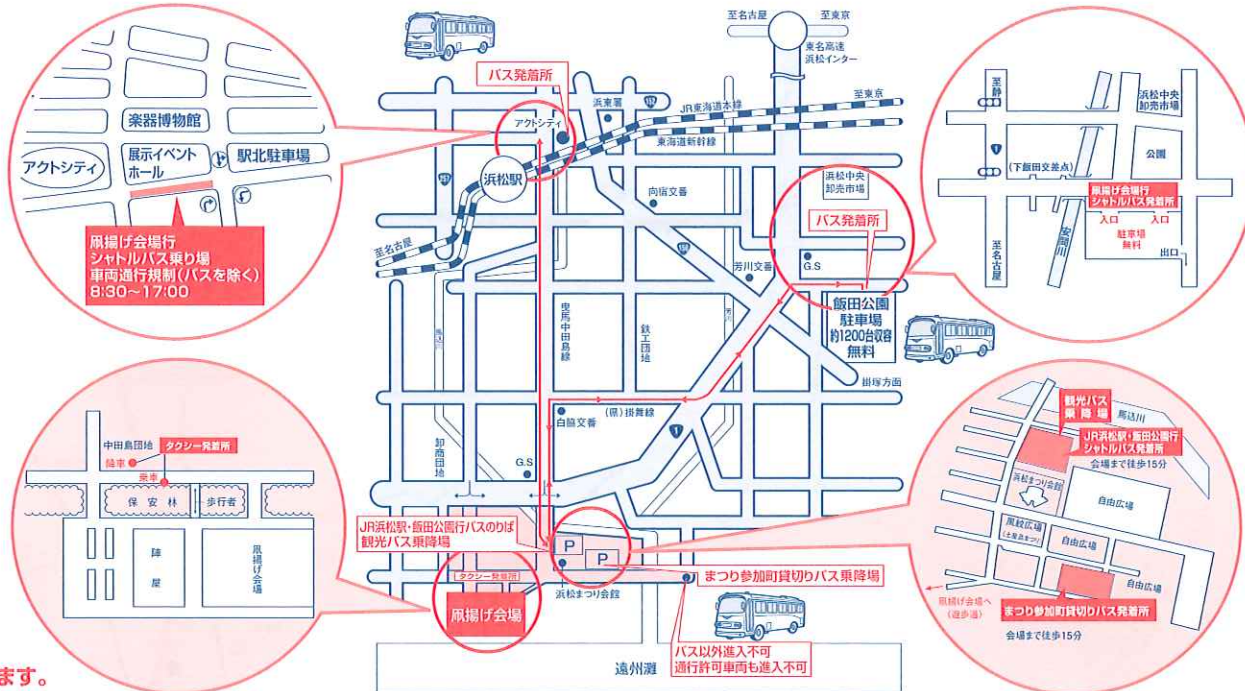 楽器博物館
アクトシティ
展示イベント
ホール
駅北駐車場
凧揚げ会場行
シャトルバス乗り場
車両通行規制(バスを除く)
8:30～17:00
バス発着所
アクトシティ
浜東署
152
JR東海道本線
至東京
東海道新幹線
257
浜松駅
至名古屋
至名古屋
至東京
東名高速
浜松インター
向宿交番
浜松中央
卸売市場
バス発着所
芳川交番
G.S
飯田公園
駐車場
約1200台収容
無料
馬込川
曳馬中田島線
鉄工団地
芳川
掛塚方面
(県)掛舞線
白脇交番
1
卸商団地
G.S
JR浜松駅・飯田公園行バスのりば
観光バス乗降場
P
P
まつり参加町貸切りバス乗降場
タクシー発着所
浜松まつり会館
凧揚げ会場
バス以外進入不可
通行許可車両も進入不可
遠州灘
至静
1
浜松中央
卸売市場
公園
(下飯田交差点)
凧揚げ会場行
シャトルバス発着所
入口
入口
駐車場
無料
出口
安間川
至名古屋
中田島団地
タクシー発着所
降車
乗車
保安林
歩行者
陣屋
凧揚げ会場
観光バス
乗降場
馬込川
JR浜松駅・飯田公園行
シャトルバス発着所
会場まで徒歩15分
浜松まつり会館
自由広場
風紋広場
自由広場
自由広場
凧揚げ会場へ
(遊歩道)
まつり参加町貸切りバス発着所
会場まで徒歩15分
ます。